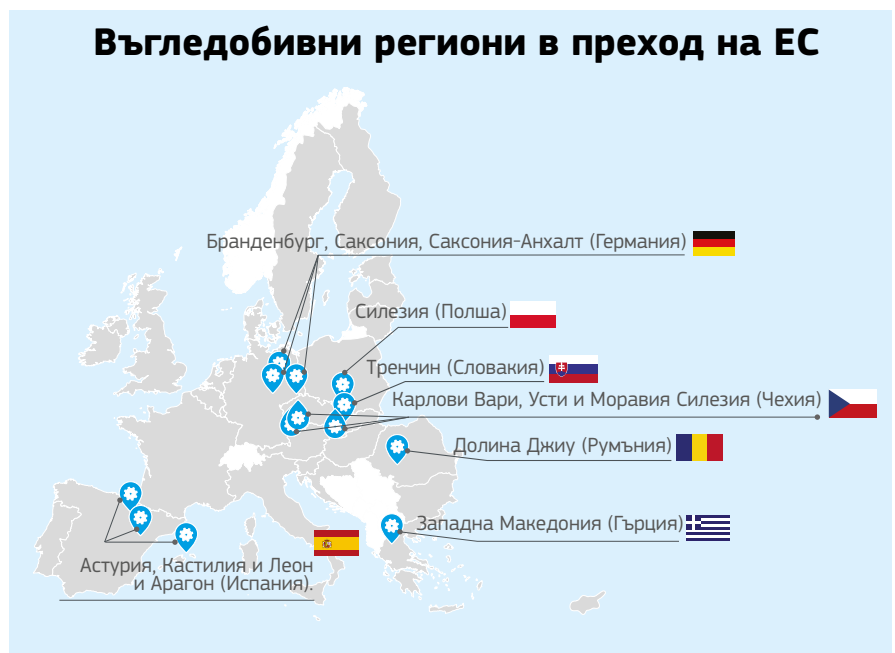 Въгледобивни региони в преход на ЕС
Бранденбург, Саксония, Саксония-Анхалт (Германия)
Силезия (Полша)
Тренчин (Словакия)
Карлови Вари, Усти и Моравия Силезия (Чехия)
Долина Джиу (Румъния)
Западна Македония (Гърция)
Астурия, Кастилия и Леон
и Арагон (Испания).